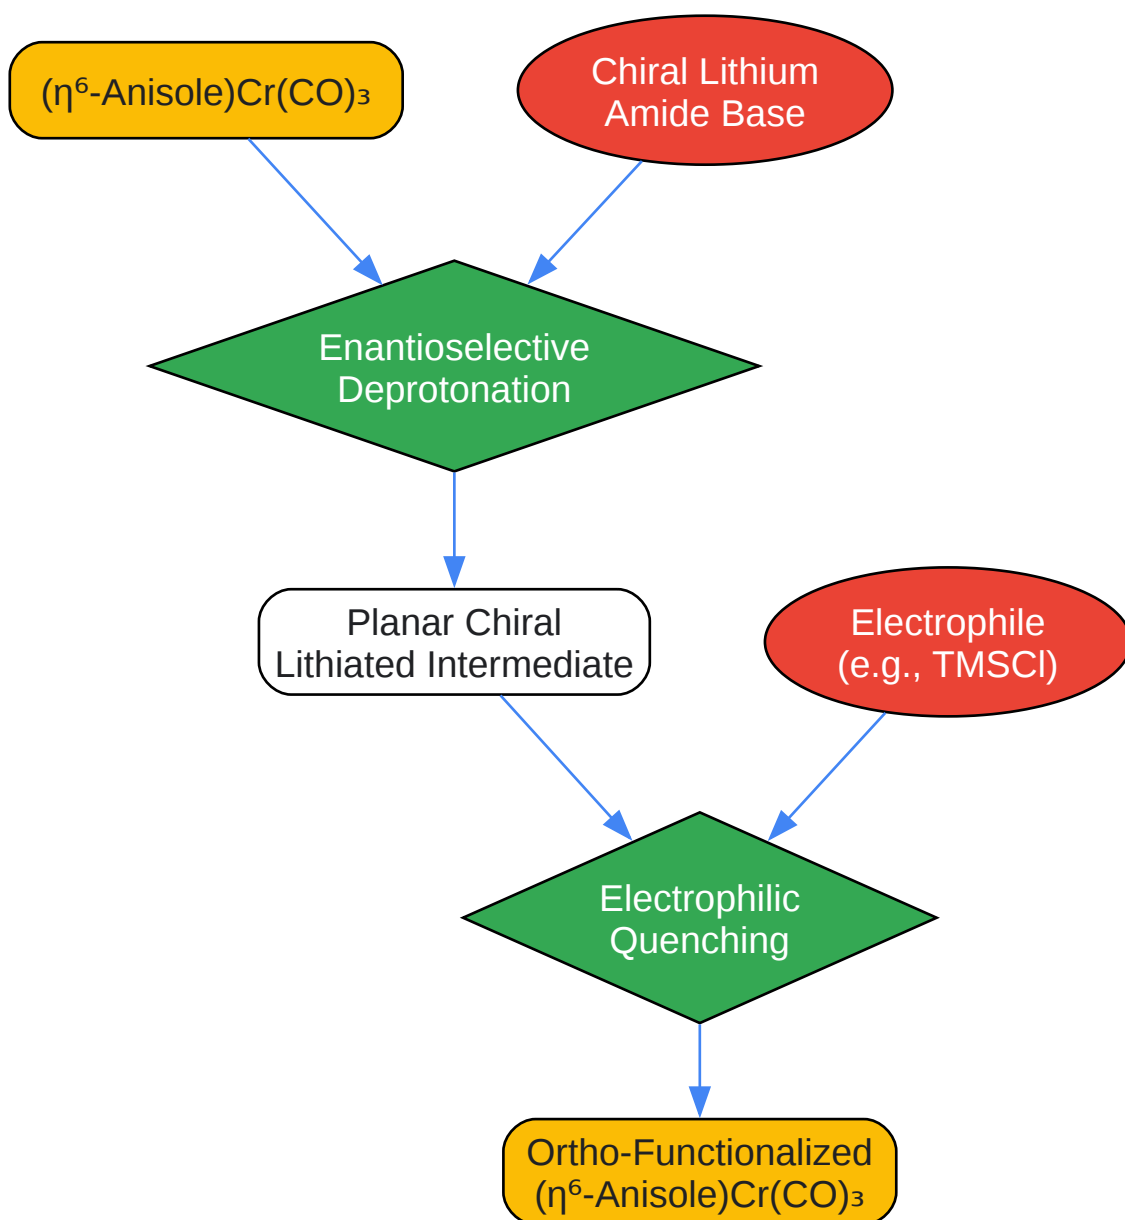 (η⁶-Anisole)Cr(CO)₃
Chiral Lithium
Amide Base
Enantioselective
Deprotonation
Planar Chiral
Lithiated Intermediate
Electrophile
(e.g., TMSCl)
Electrophilic
Quenching
Ortho-Functionalized
(η⁶-Anisole)Cr(CO)₃